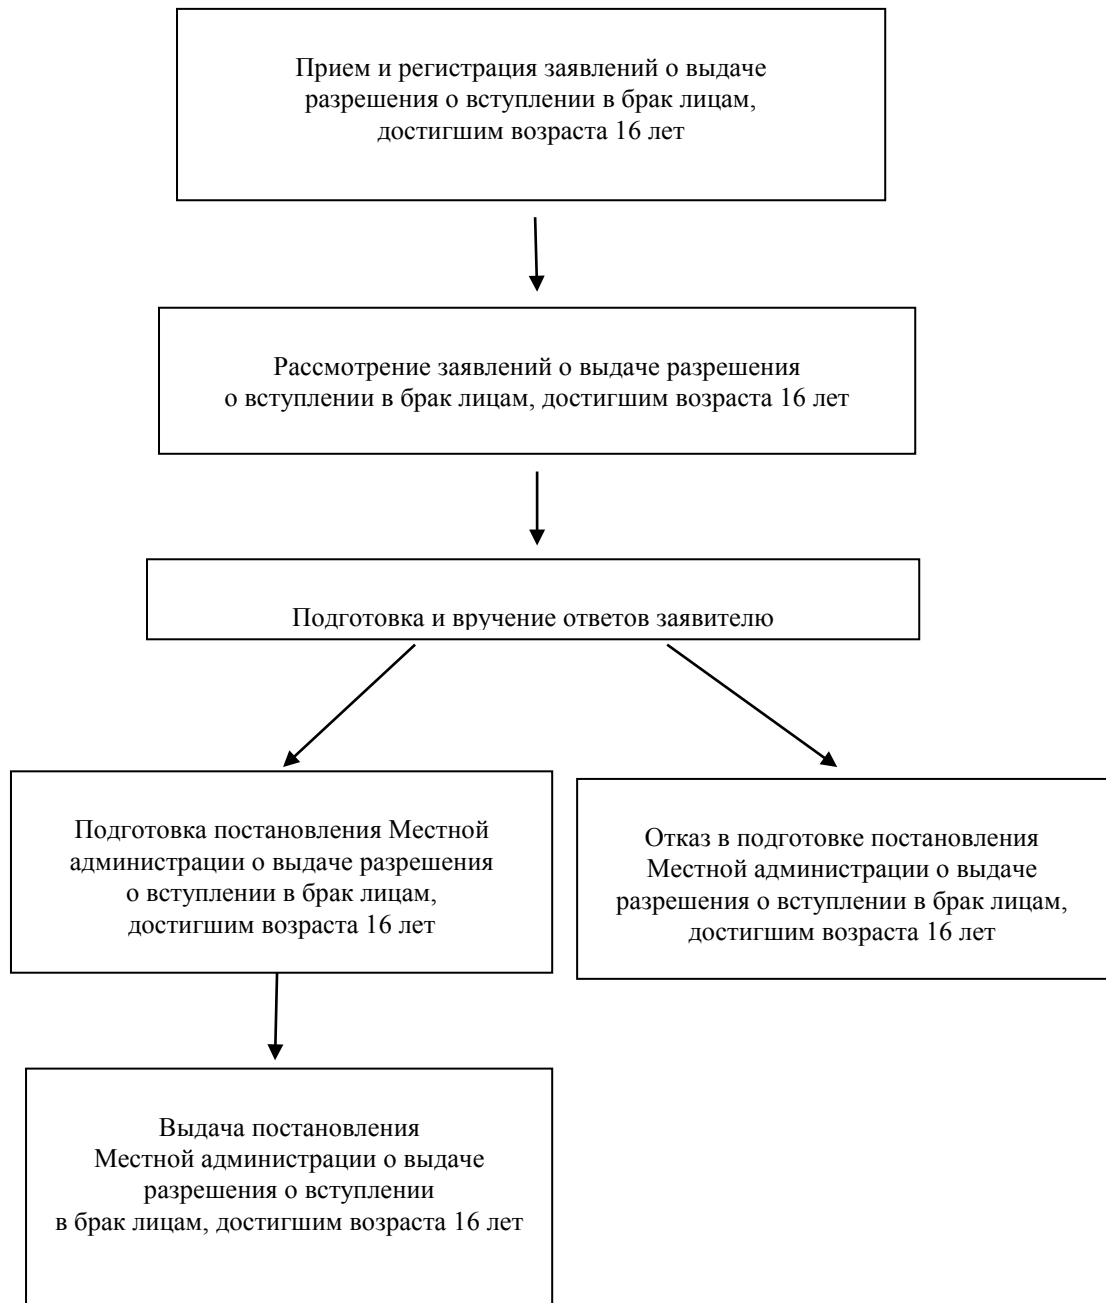 Прием и регистрация заявлений о выдаче
разрешения о вступлении в брак лицам,
достигшим возраста 16 лет
Рассмотрение заявлений о выдаче разрешения
о вступлении в брак лицам, достигшим возраста 16 лет
Подготовка и вручение ответов заявителю
Подготовка постановления Местной
администрации о выдаче разрешения
о вступлении в брак лицам,
достигшим возраста 16 лет
Отказ в подготовке постановления
Местной администрации о выдаче
разрешения о вступлении в брак лицам,
достигшим возраста 16 лет
Выдача постановления
Местной администрации о выдаче
разрешения о вступлении
в брак лицам, достигшим возраста 16 лет